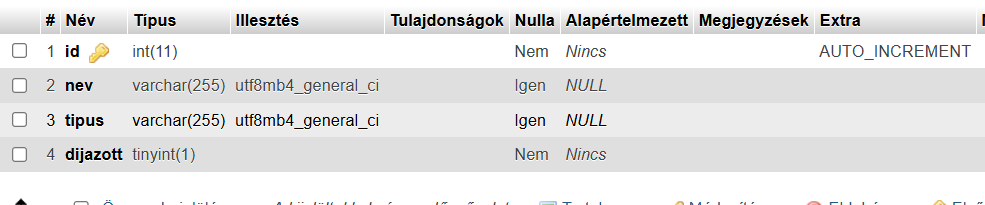 # Név Típus Illesztés Tulajdonságok Nulla Alapértelmezett Megjegyzések Extra
1 id int(11) Nem Nincs AUTO_INCREMENT
2 nev varchar(255) utf8mb4_general_ci Igen NULL
3 tipus varchar(255) utf8mb4_general_ci Igen NULL
4 dijazott tinyint(1) Nem Nincs